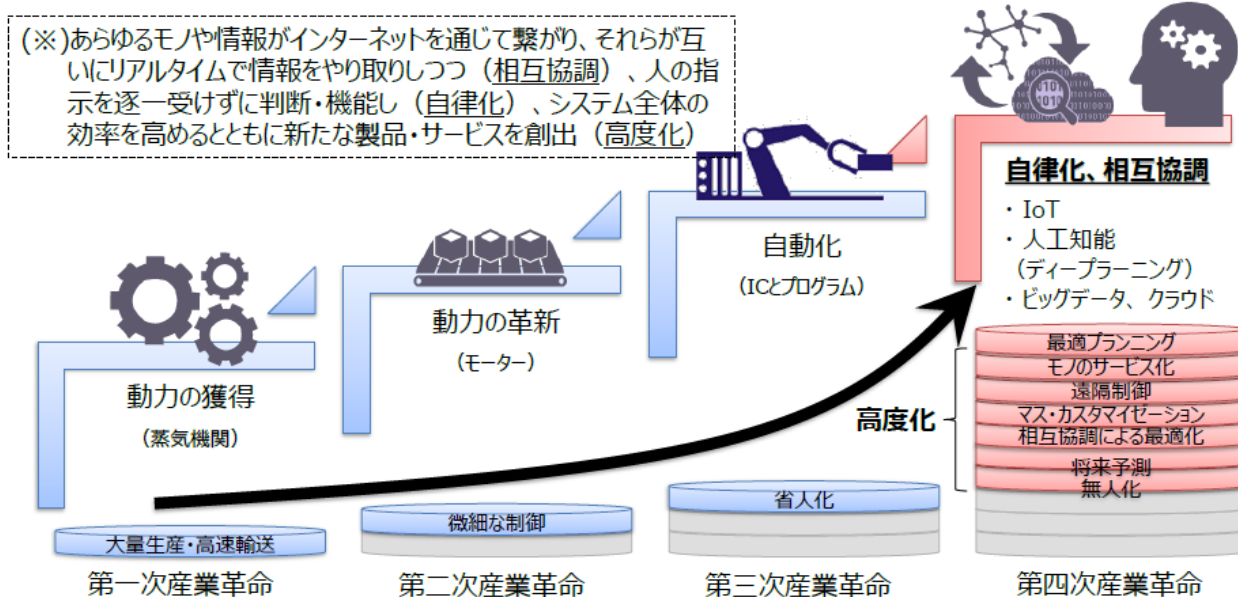 (※)あらゆるモノや情報がインターネットを通じて繋がり、それらが互
いにリアルタイムで情報をやり取りしつつ（相互協調）、人の指
示を逐一受けずに判断・機能し（自律化）、システム全体の
効率を高めるとともに新たな製品・サービスを創出（高度化）
動力の獲得
（蒸気機関）
動力の革新
（モーター）
自動化
（ICとプログラム）
自律化、相互協調
・ IoT
・ 人工知能
（ディープラーニング）
・ビッグデータ、クラウド
高度化
最適プランニング
モノのサービス化
遠隔制御
マス・カスタマイゼーション
相互協調による最適化
将来予測
無人化
省人化
微細な制御
大量生産・高速輸送
第一次産業革命
第二次産業革命
第三次産業革命
第四次産業革命